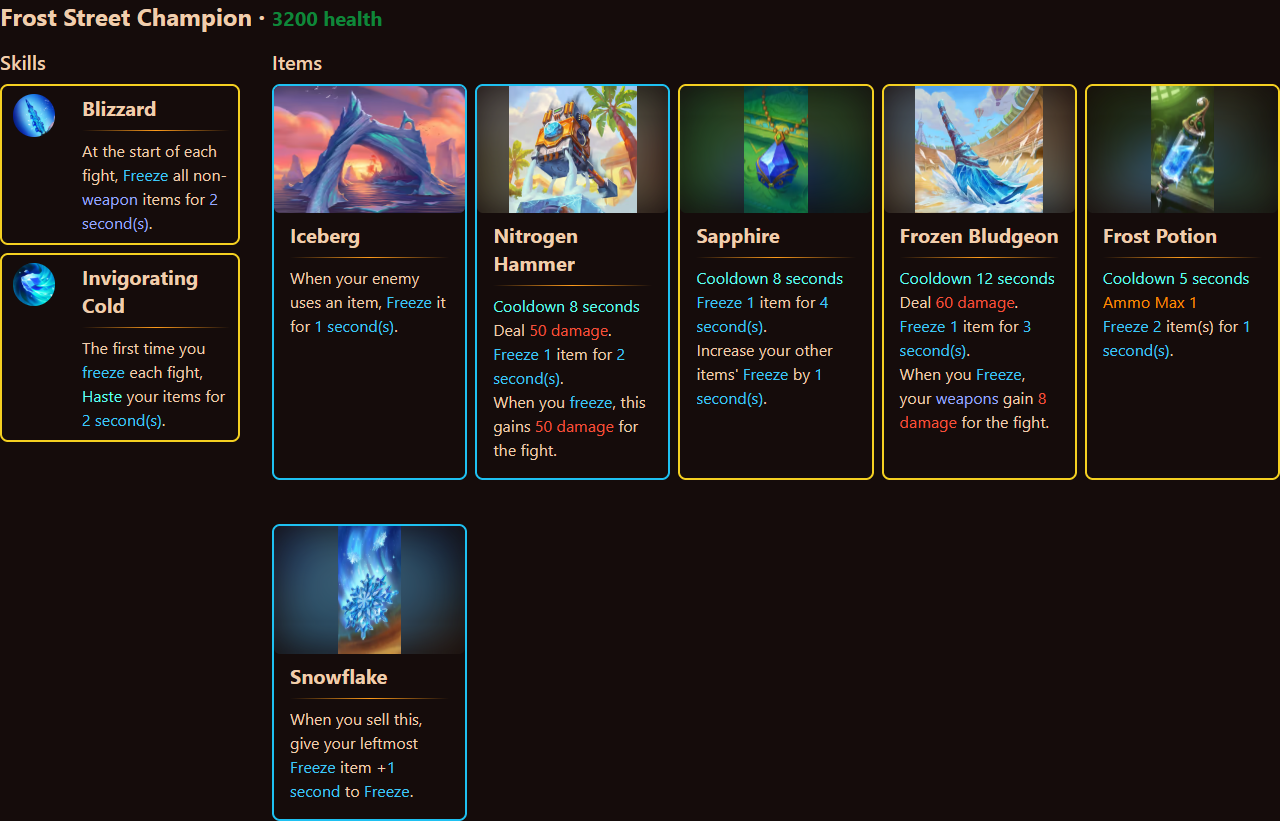 Frost Street Champion · 3200 health
Skills
Blizzard
At the start of each
fight, Freeze all non-
weapon items for 2
second(s).
Invigorating
Cold
The first time you
freeze each fight,
Haste your items for
2 second(s).
Items
Iceberg
When your enemy
uses an item, Freeze it
for 1 second(s).
Nitrogen
Hammer
Cooldown 8 seconds
Deal 50 damage.
Freeze 1 item for 2
second(s).
When you freeze, this
gains 50 damage for
the fight.
Sapphire
Cooldown 8 seconds
Freeze 1 item for 4
second(s).
Increase your other
items' Freeze by 1
second(s).
Frozen Bludgeon
Cooldown 12 seconds
Deal 60 damage.
Freeze 1 item for 3
second(s).
When you Freeze,
your weapons gain 8
damage for the fight.
Frost Potion
Cooldown 5 seconds
Ammo Max 1
Freeze 2 item(s) for 1
second(s).
Snowflake
When you sell this,
give your leftmost
Freeze item +1
second to Freeze.